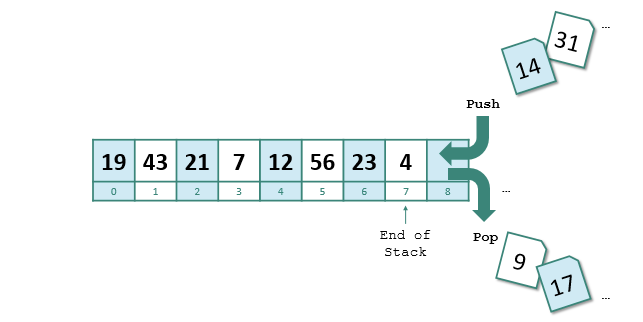 31
...
14
Push
19 43 21 7 12 56 23 4
0 1 2 3 4 5 6 7 8
...
End of
Stack
Pop
9
17
...